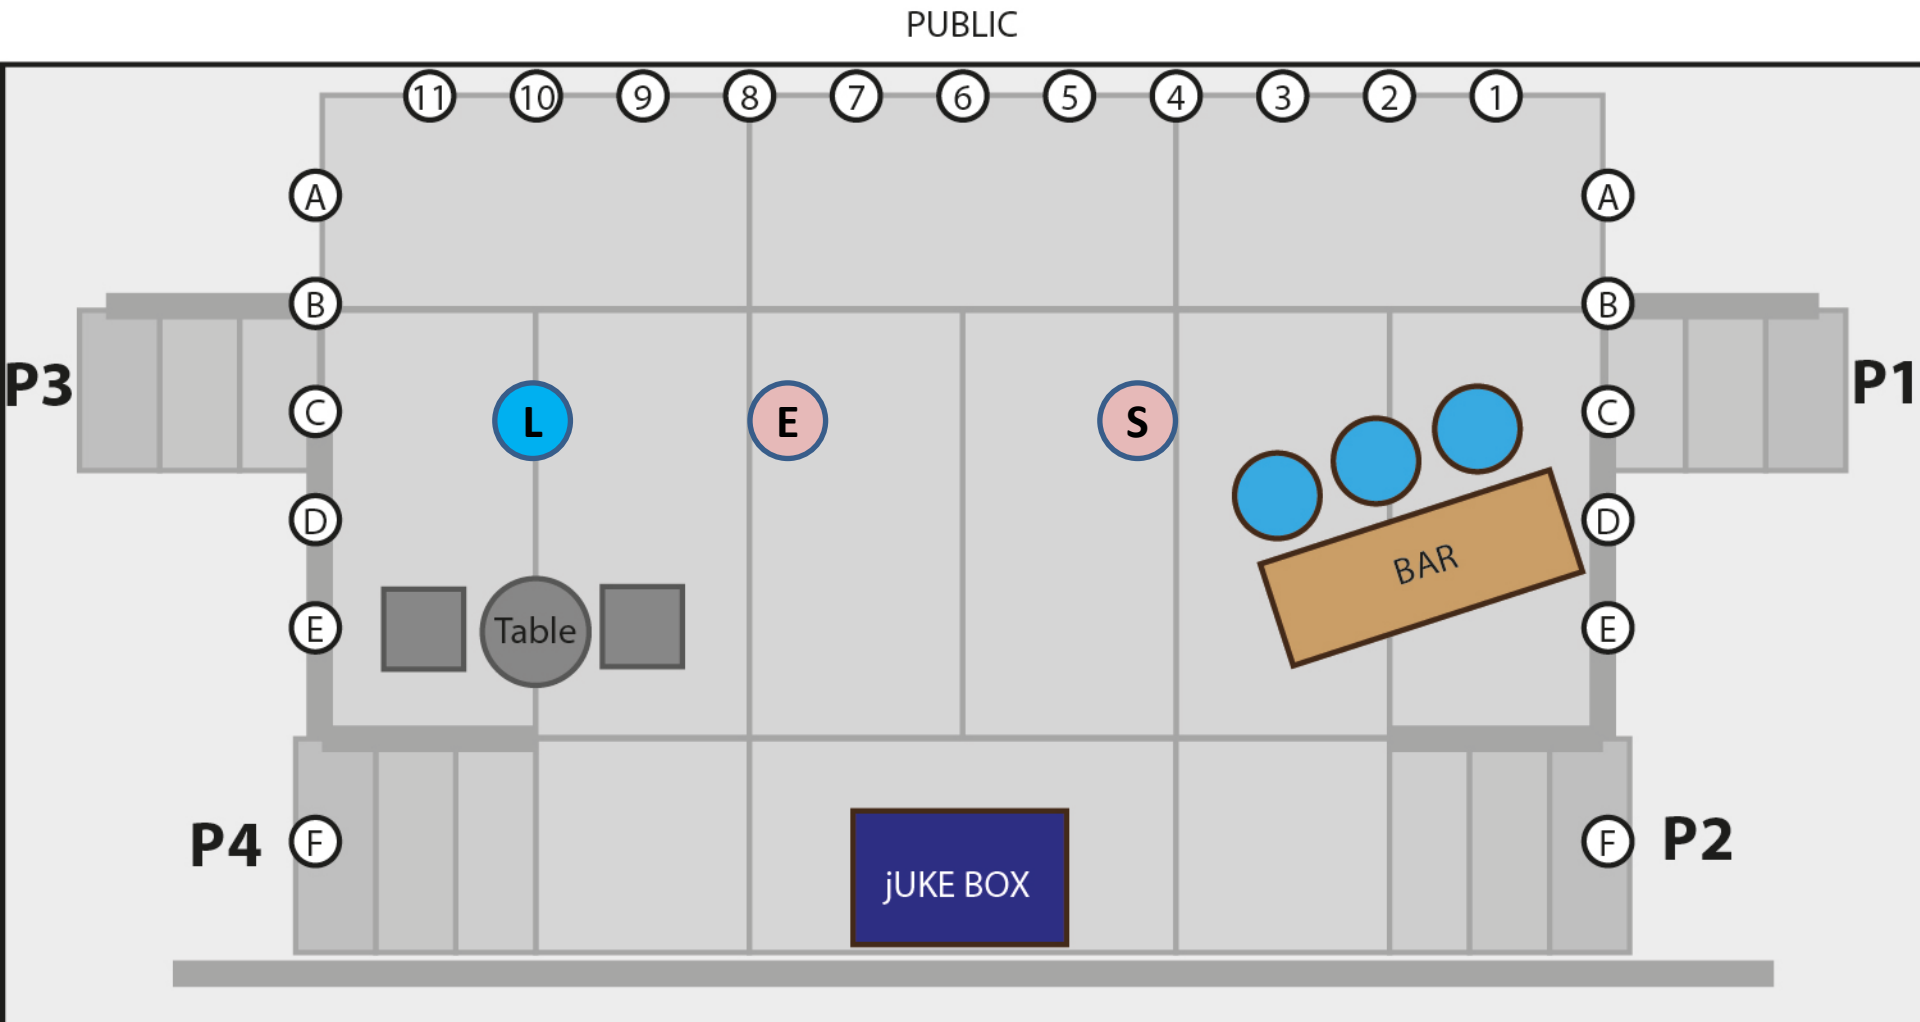 PUBLIC
11 10 9 8 7 6 5 4 3 2 1
A A
B B
P3 P1
C L E S C
D D
BAR
E Table E
P4 F F P2
jUKE BOX